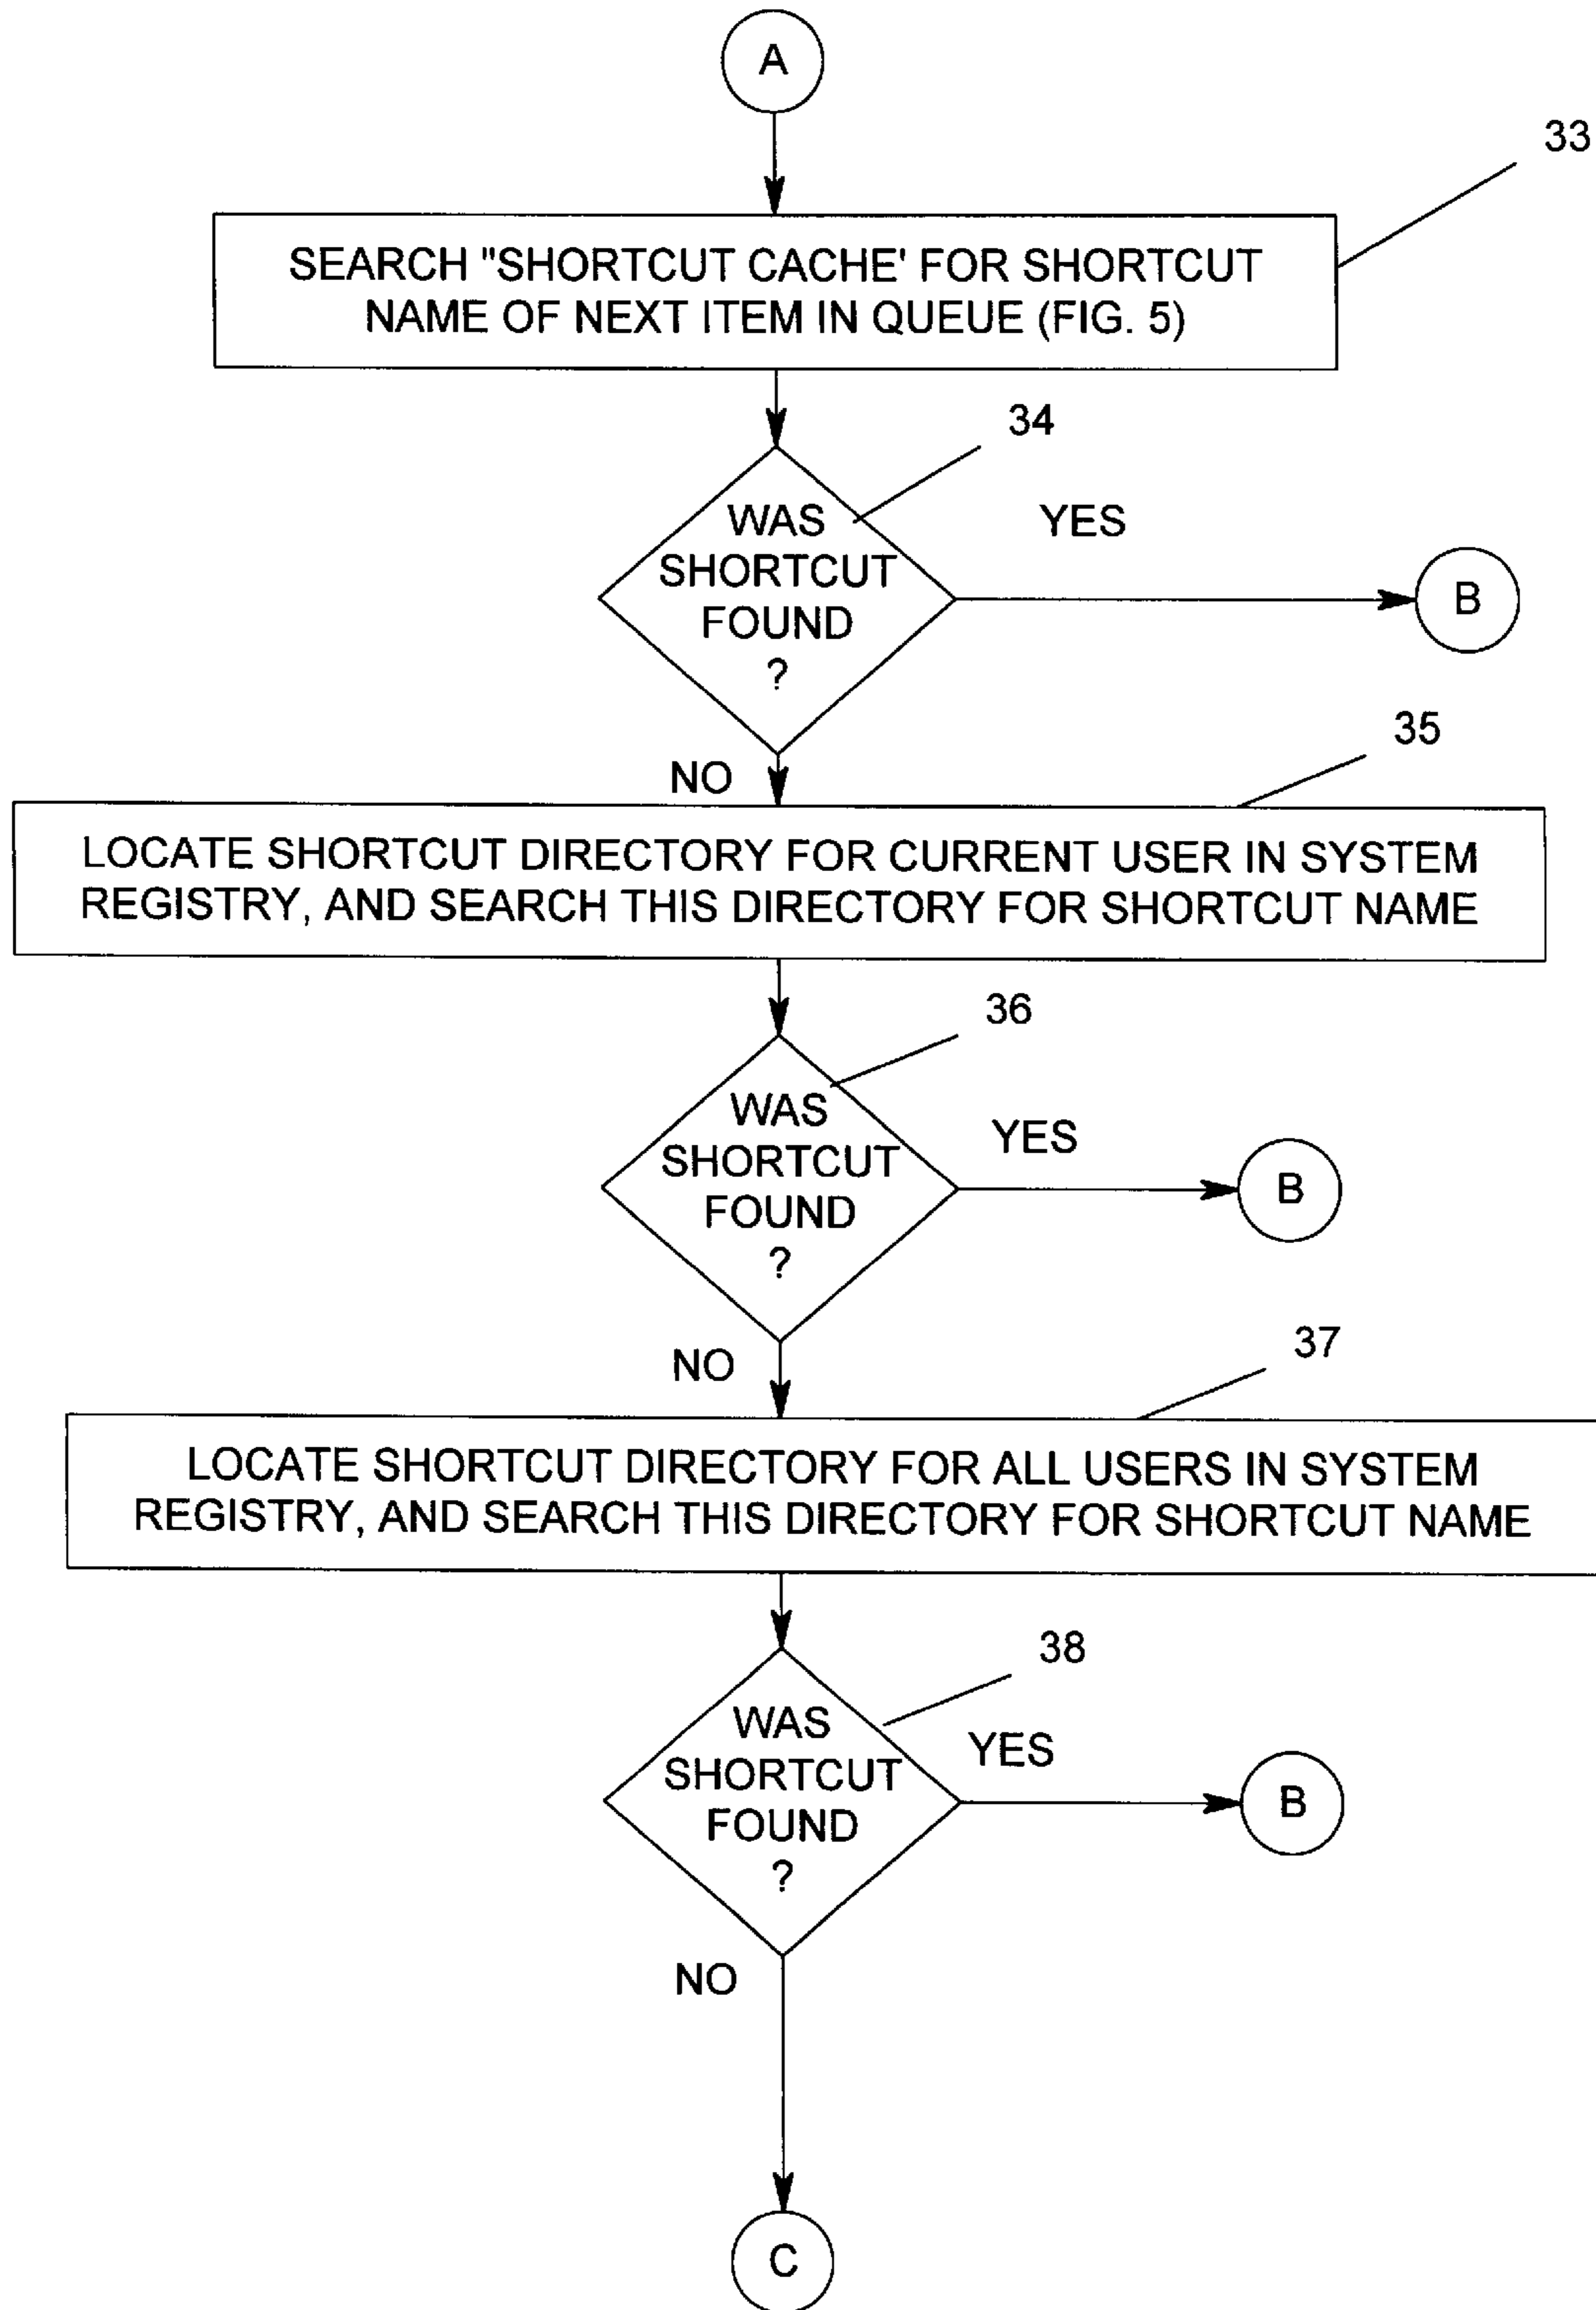 A
33
SEARCH "SHORTCUT CACHE' FOR SHORTCUT
NAME OF NEXT ITEM IN QUEUE (FIG. 5)
34
WAS
SHORTCUT
FOUND
?
YES
B
NO
35
LOCATE SHORTCUT DIRECTORY FOR CURRENT USER IN SYSTEM
REGISTRY, AND SEARCH THIS DIRECTORY FOR SHORTCUT NAME
36
WAS
SHORTCUT
FOUND
?
YES
B
NO
37
LOCATE SHORTCUT DIRECTORY FOR ALL USERS IN SYSTEM
REGISTRY, AND SEARCH THIS DIRECTORY FOR SHORTCUT NAME
38
WAS
SHORTCUT
FOUND
?
YES
B
NO
C